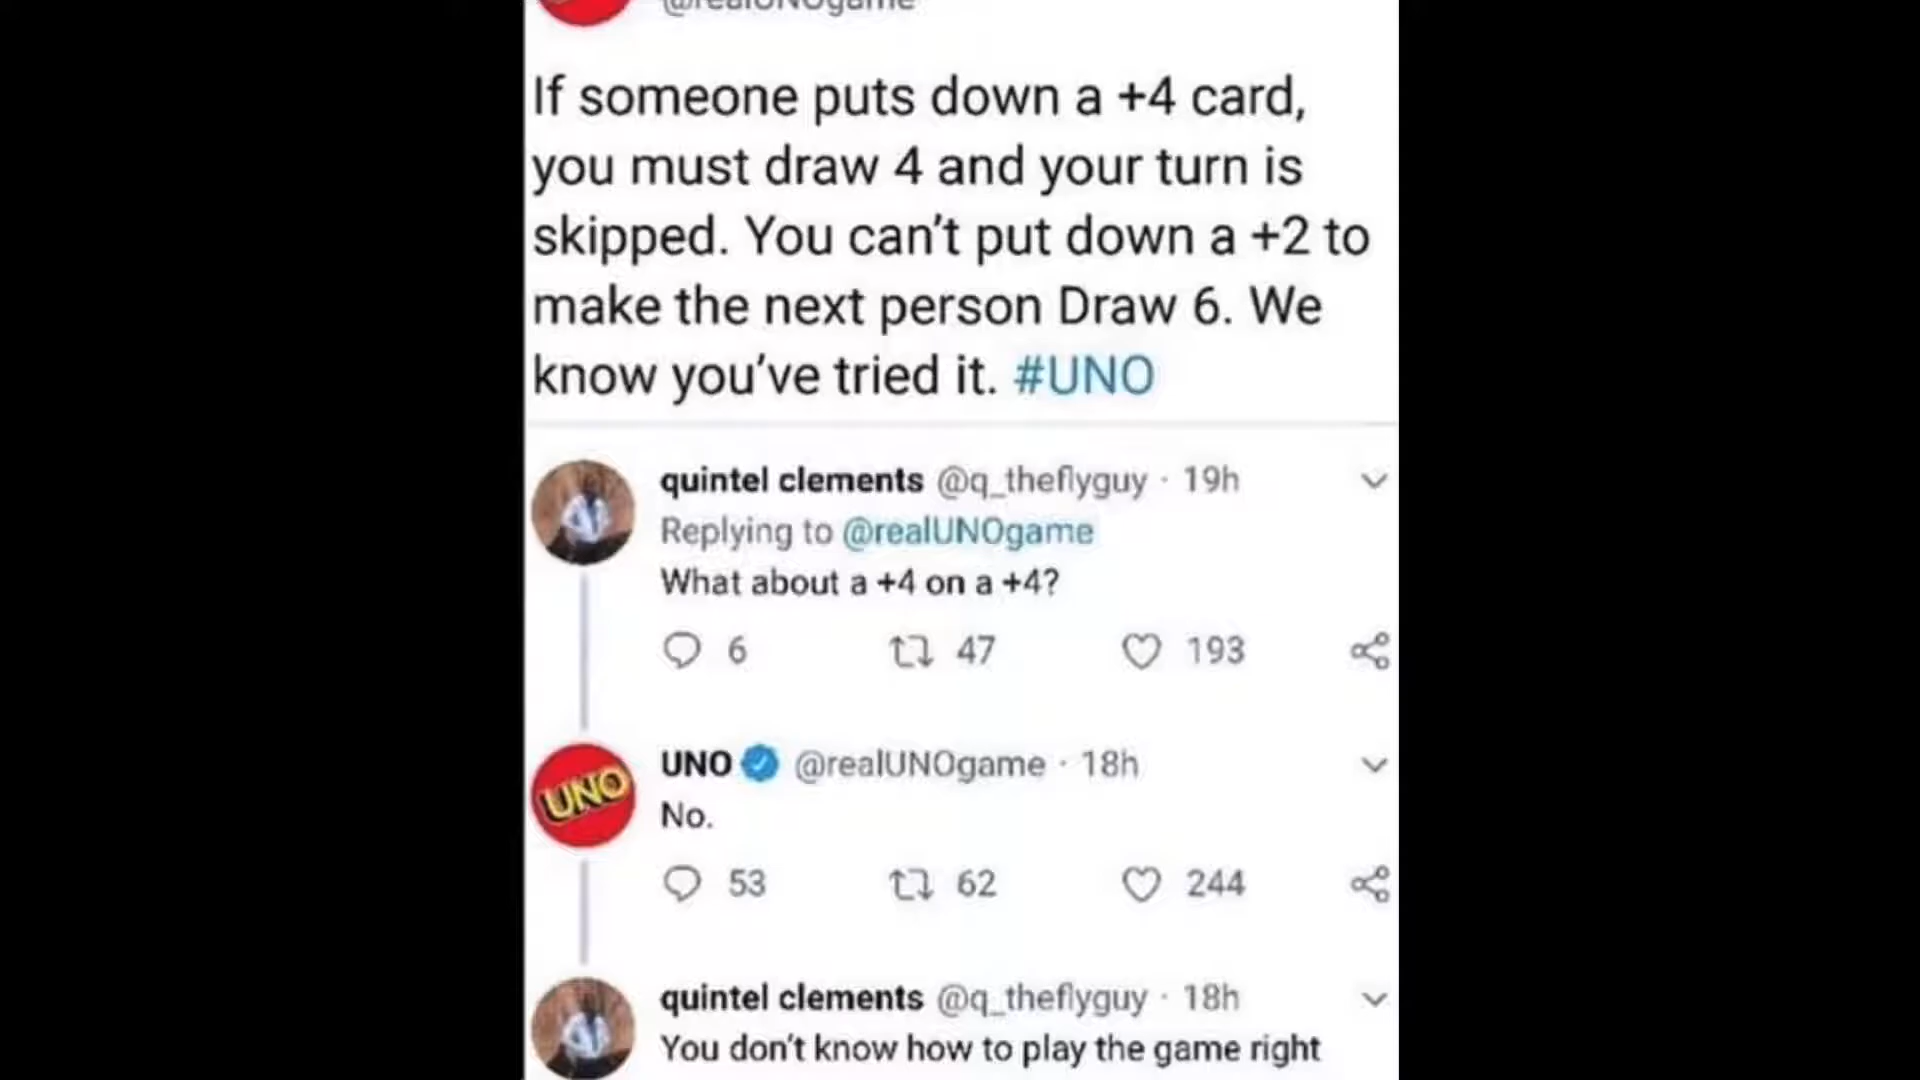 @realUNOgame
If someone puts down a +4 card,
you must draw 4 and your turn is
skipped. You can't put down a +2 to
make the next person Draw 6. We
know you've tried it. #UNO
quintel clements @q_theflyguy · 19h
Replying to @realUNOgame
What about a +4 on a +4?
6 47 193
UNO @realUNOgame · 18h
UNO
No.
53 62 244
quintel clements @q_theflyguy · 18h
You don't know how to play the game right